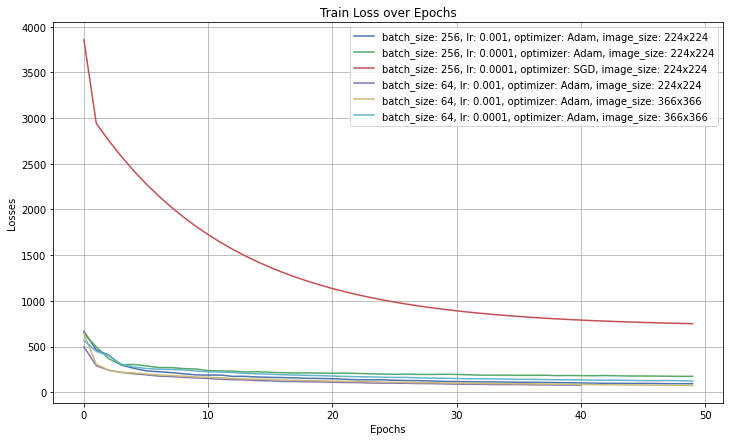 Train Loss over Epochs
batch_size: 256, lr: 0.001, optimizer: Adam, image_size: 224x224
batch_size: 256, lr: 0.0001, optimizer: Adam, image_size: 224x224
batch_size: 256, lr: 0.0001, optimizer: SGD, image_size: 224x224
batch_size: 64, lr: 0.001, optimizer: Adam, image_size: 224x224
batch_size: 64, lr: 0.001, optimizer: Adam, image_size: 366x366
batch_size: 64, lr: 0.0001, optimizer: Adam, image_size: 366x366
4000
3500
3000
2500
2000
1500
1000
500
0
Losses
0 10 20 30 40 50
Epochs